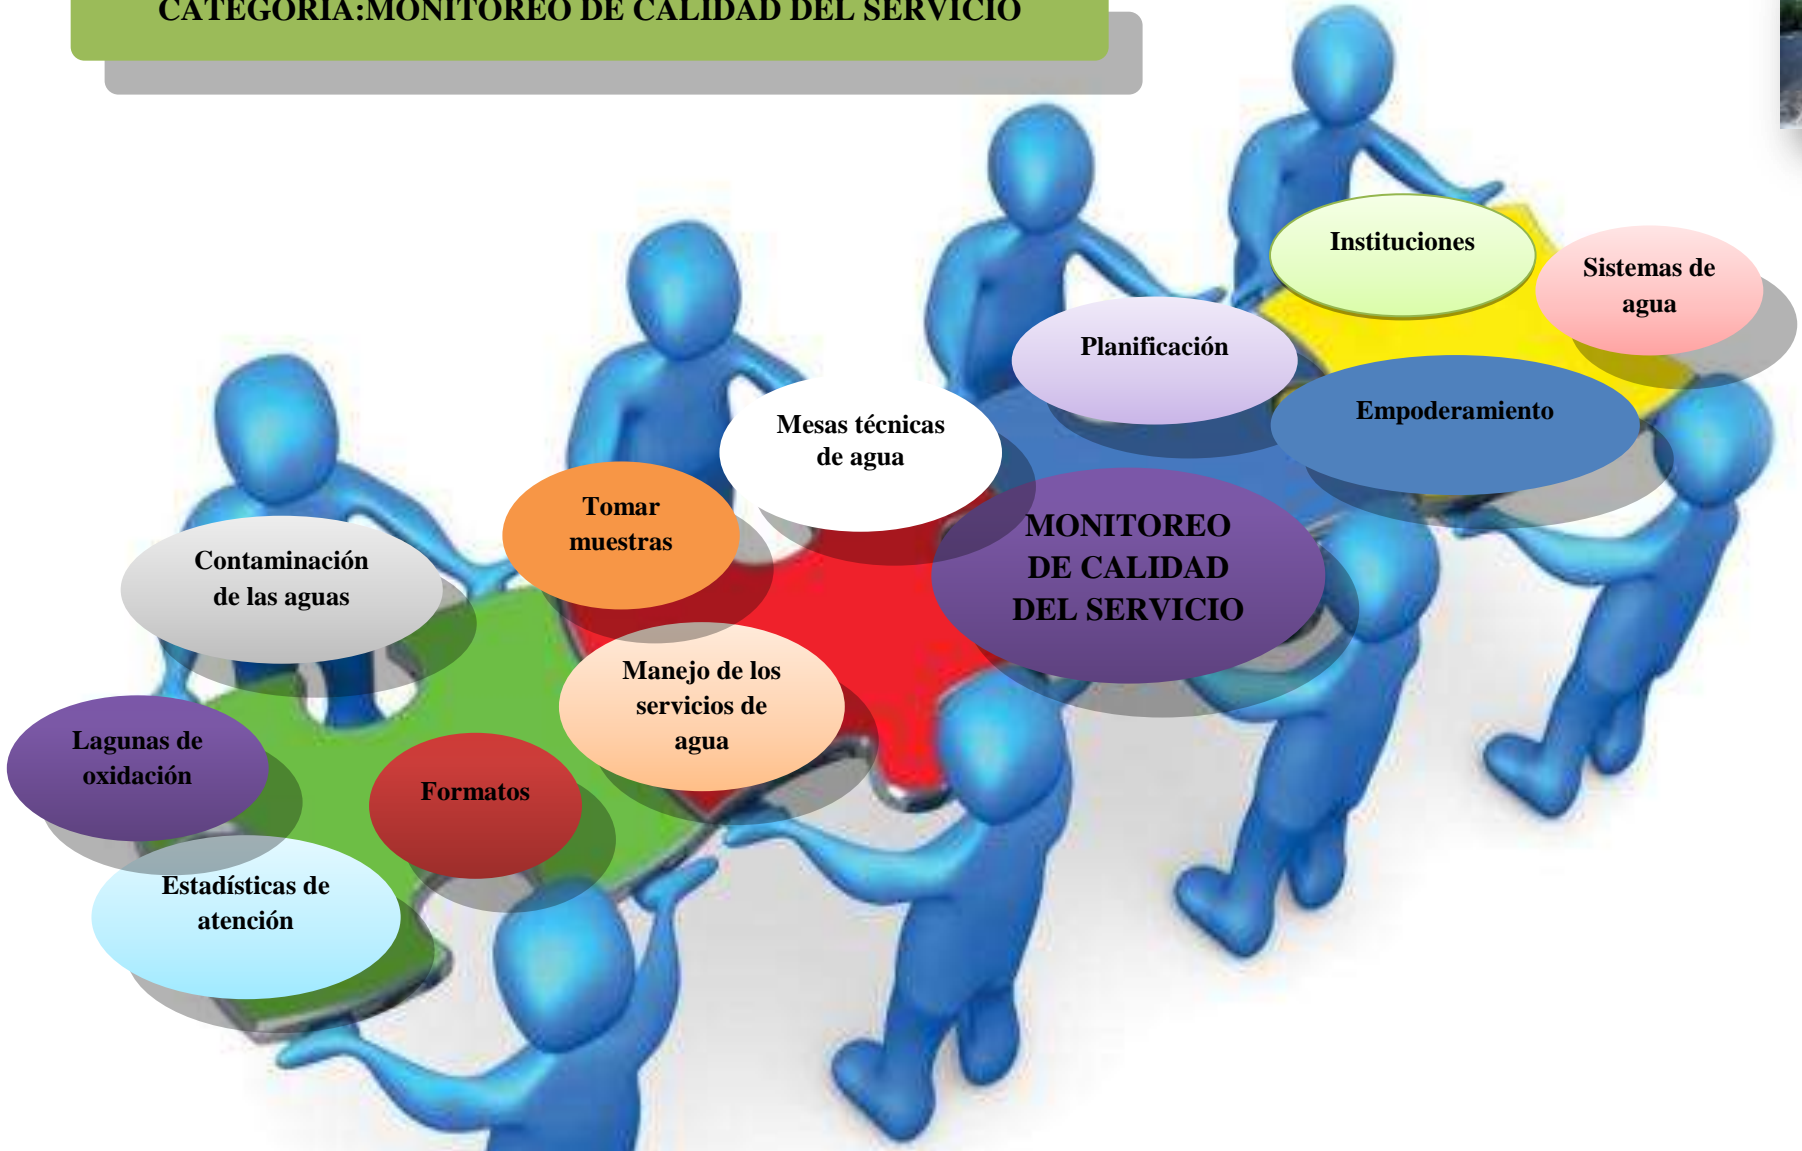 CATEGORÍA:MONITOREO DE CALIDAD DEL SERVICIO
Instituciones
Sistemas de
agua
Planificación
Empoderamiento
Mesas técnicas
de agua
Tomar
muestras
MONITOREO
DE CALIDAD
DEL SERVICIO
Contaminación
de las aguas
Manejo de los
servicios de
agua
Lagunas de
oxidación
Formatos
Estadísticas de
atención